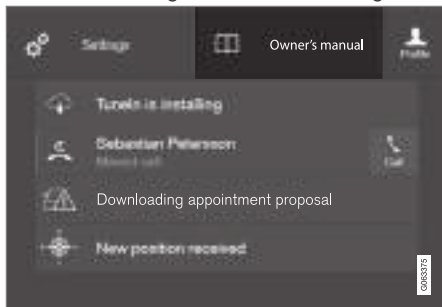 Settings
Owner's manual
Profile
TuneIn is installing
Sebastian Petersson
Missed call
Call
Downloading appointment proposal
New position received
G063375